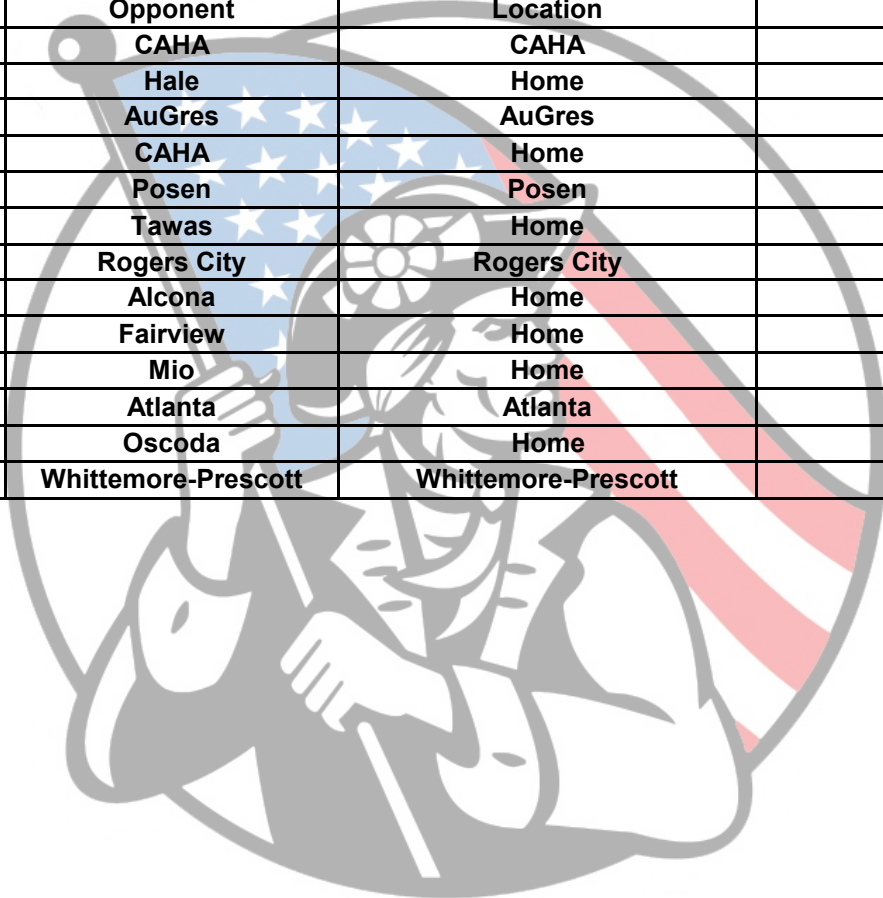 Opponent Location
CAHA CAHA
Hale Home
AuGres AuGres
CAHA Home
Posen Posen
Tawas Home
Rogers City Rogers City
Alcona Home
Fairview Home
Mio Home
Atlanta Atlanta
Oscoda Home
Whittemore-Prescott Whittemore-Prescott